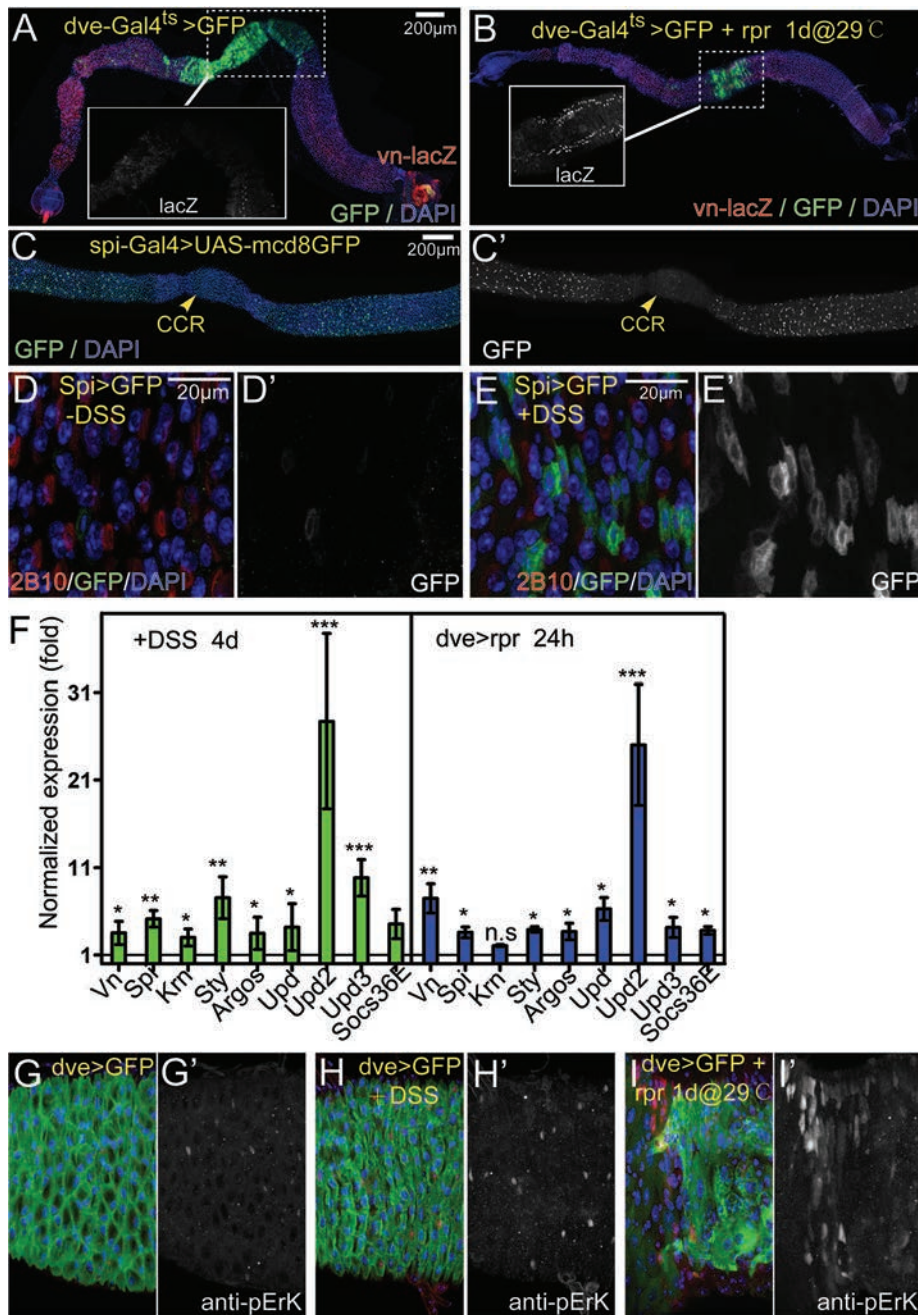 A
dve-Gal4ts >GFP
200μm
lacZ
vn-lacZ
GFP / DAPI
B
dve-Gal4ts >GFP + rpr 1d@29℃
lacZ
vn-lacZ / GFP / DAPI
C
spi-Gal4>UAS-mcd8GFP
200μm
CCR
GFP / DAPI
C'
CCR
GFP
D
Spi>GFP
-DSS
20μm
2B10/GFP/DAPI
D'
GFP
E
Spi>GFP
+DSS
20μm
2B10/GFP/DAPI
E'
GFP
F
Normalized expression (fold)
31
21
11
1
+DSS 4d
* ** * ** * * *** ***
Vn Spi Krn Sty Argos Upd Upd2 Upd3 Socs36E
dve>rpr 24h
** * n.s * * * *** * *
Vn Spi Krn Sty Argos Upd Upd2 Upd3 Socs36E
G
dve>GFP
G'
anti-pErK
H
dve>GFP
+ DSS
H'
anti-pErK
I
dve>GFP +
rpr 1d@29℃
I'
anti-pErK